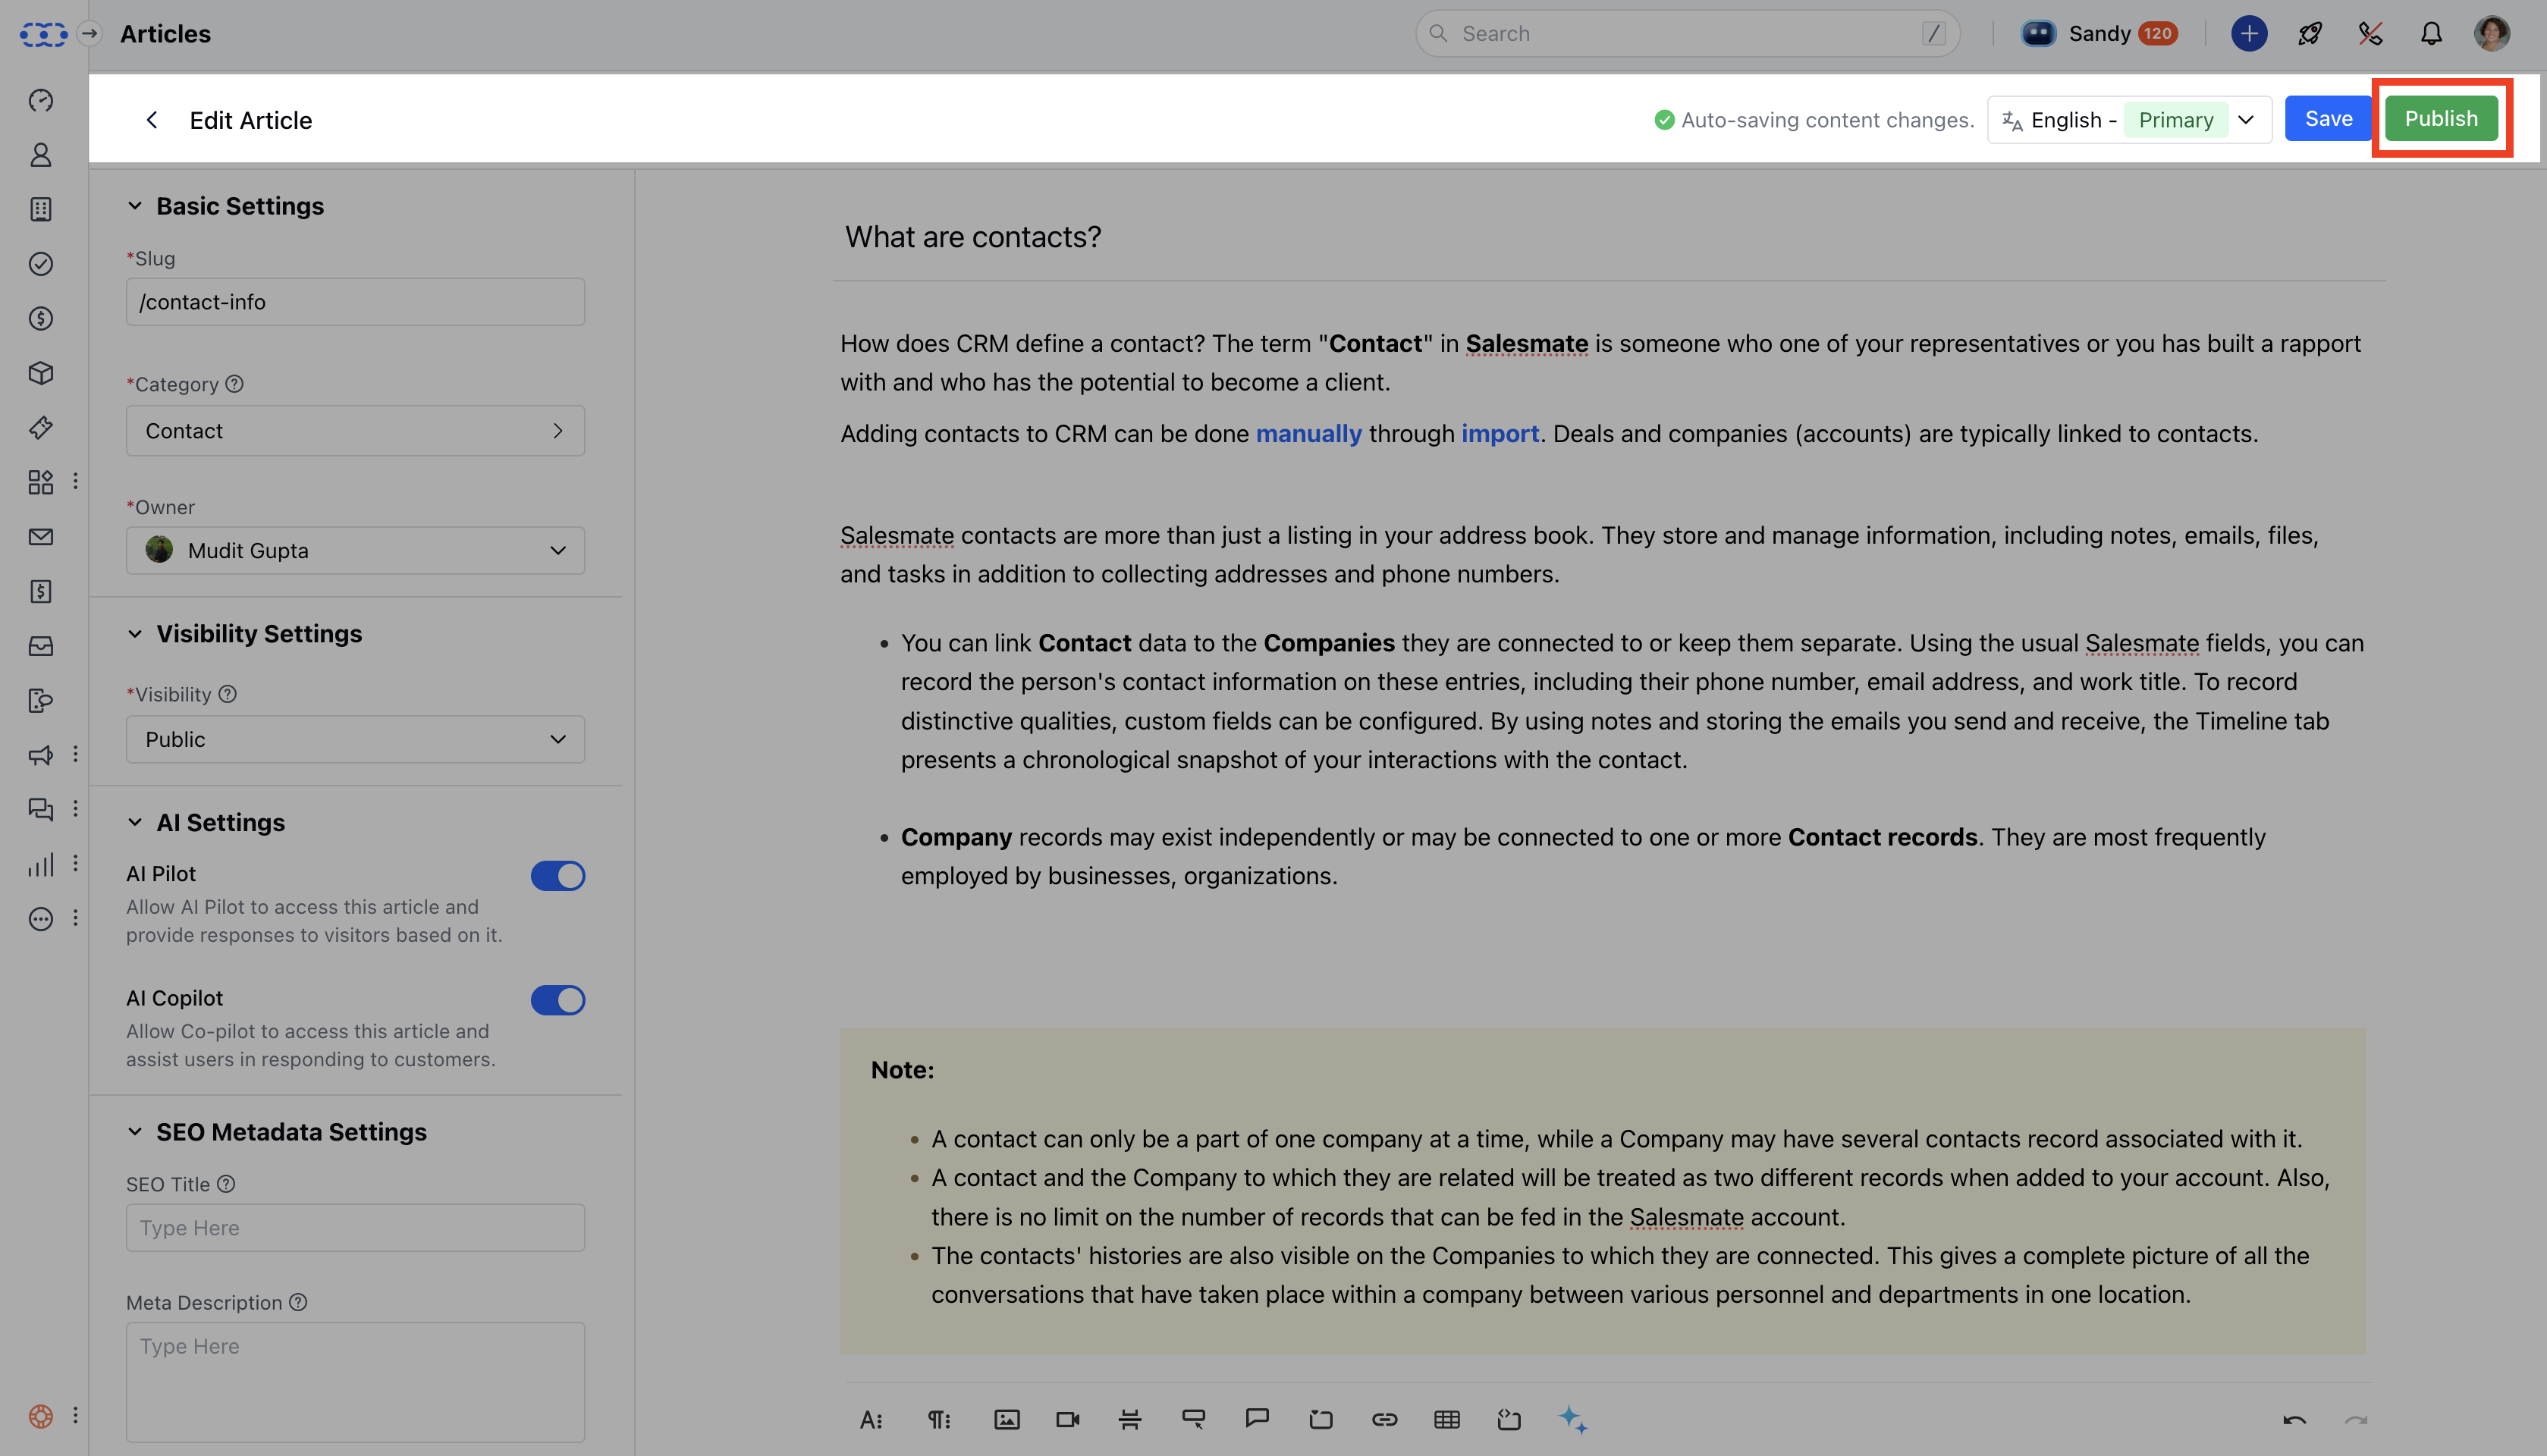 Articles
Search
/
Sandy 120
Edit Article
Auto-saving content changes.
English - Primary
Save
Publish
Basic Settings
*Slug
/contact-info
*Category
Contact
*Owner
Mudit Gupta
Visibility Settings
*Visibility
Public
AI Settings
AI Pilot
Allow AI Pilot to access this article and
provide responses to visitors based on it.
AI Copilot
Allow Co-pilot to access this article and
assist users in responding to customers.
SEO Metadata Settings
SEO Title
Type Here
Meta Description
Type Here
What are contacts?
How does CRM define a contact? The term "Contact" in Salesmate is someone who one of your representatives or you has built a rapport
with and who has the potential to become a client.
Adding contacts to CRM can be done manually through import. Deals and companies (accounts) are typically linked to contacts.
Salesmate contacts are more than just a listing in your address book. They store and manage information, including notes, emails, files,
and tasks in addition to collecting addresses and phone numbers.
• You can link Contact data to the Companies they are connected to or keep them separate. Using the usual Salesmate fields, you can
record the person's contact information on these entries, including their phone number, email address, and work title. To record
distinctive qualities, custom fields can be configured. By using notes and storing the emails you send and receive, the Timeline tab
presents a chronological snapshot of your interactions with the contact.
• Company records may exist independently or may be connected to one or more Contact records. They are most frequently
employed by businesses, organizations.
Note:
• A contact can only be a part of one company at a time, while a Company may have several contacts record associated with it.
• A contact and the Company to which they are related will be treated as two different records when added to your account. Also,
there is no limit on the number of records that can be fed in the Salesmate account.
• The contacts' histories are also visible on the Companies to which they are connected. This gives a complete picture of all the
conversations that have taken place within a company between various personnel and departments in one location.